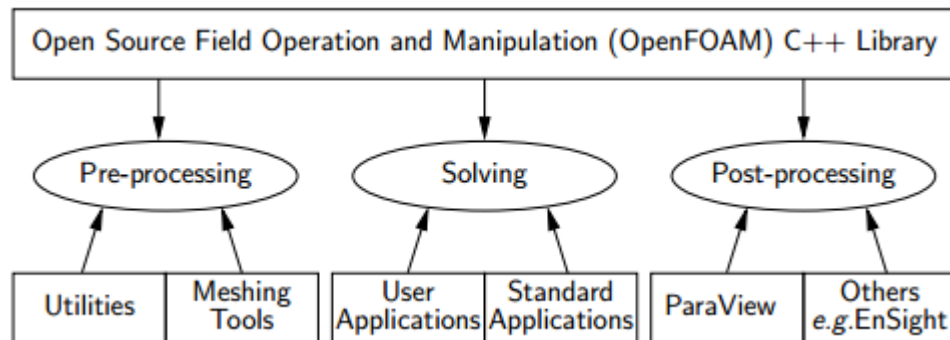 Open Source Field Operation and Manipulation (OpenFOAM) C++ Library
Pre-processing
Solving
Post-processing
Utilities
Meshing
Tools
User
Applications
Standard
Applications
ParaView
Others
e.g.EnSight